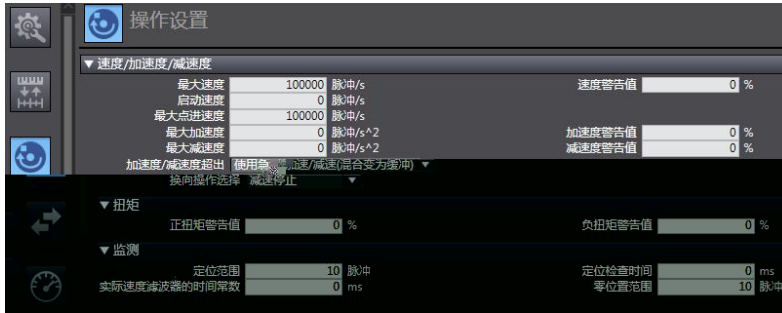 操作设置
▼ 速度/加速度/减速度
最大速度 100000 脉冲/s 速度警告值 0 %
启动速度 0 脉冲/s
最大点进速度 100000 脉冲/s
最大加速度 0 脉冲/s^2 加速度警告值 0 %
最大减速度 0 脉冲/s^2 减速度警告值 0 %
加速度/减速度超出 使用急 加速/减速(混合变为缓冲) ▼
换向操作选择 减速停止 ▼
▼ 扭矩
正扭矩警告值 0 % 负扭矩警告值 0 %
▼ 监测
定位范围 10 脉冲 定位检查时间 0 ms
实际速度滤波器的时间常数 0 ms 零位置范围 10 脉冲